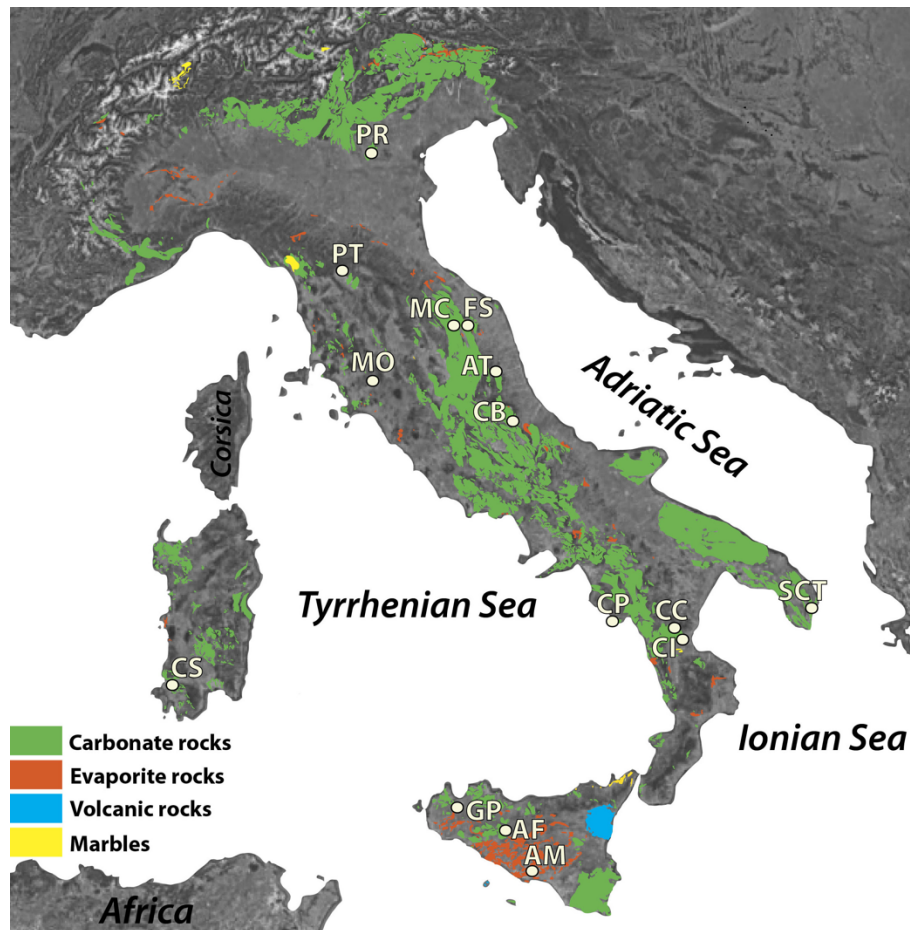 PR
PT
MC FS
MO
AT
CB
Adriatic Sea
Corsica
Tyrrhenian Sea
SCT
CP
CC
CI
CS
Ionian Sea
Carbonate rocks
Evaporite rocks
Volcanic rocks
Marbles
GP
AF
AM
Africa